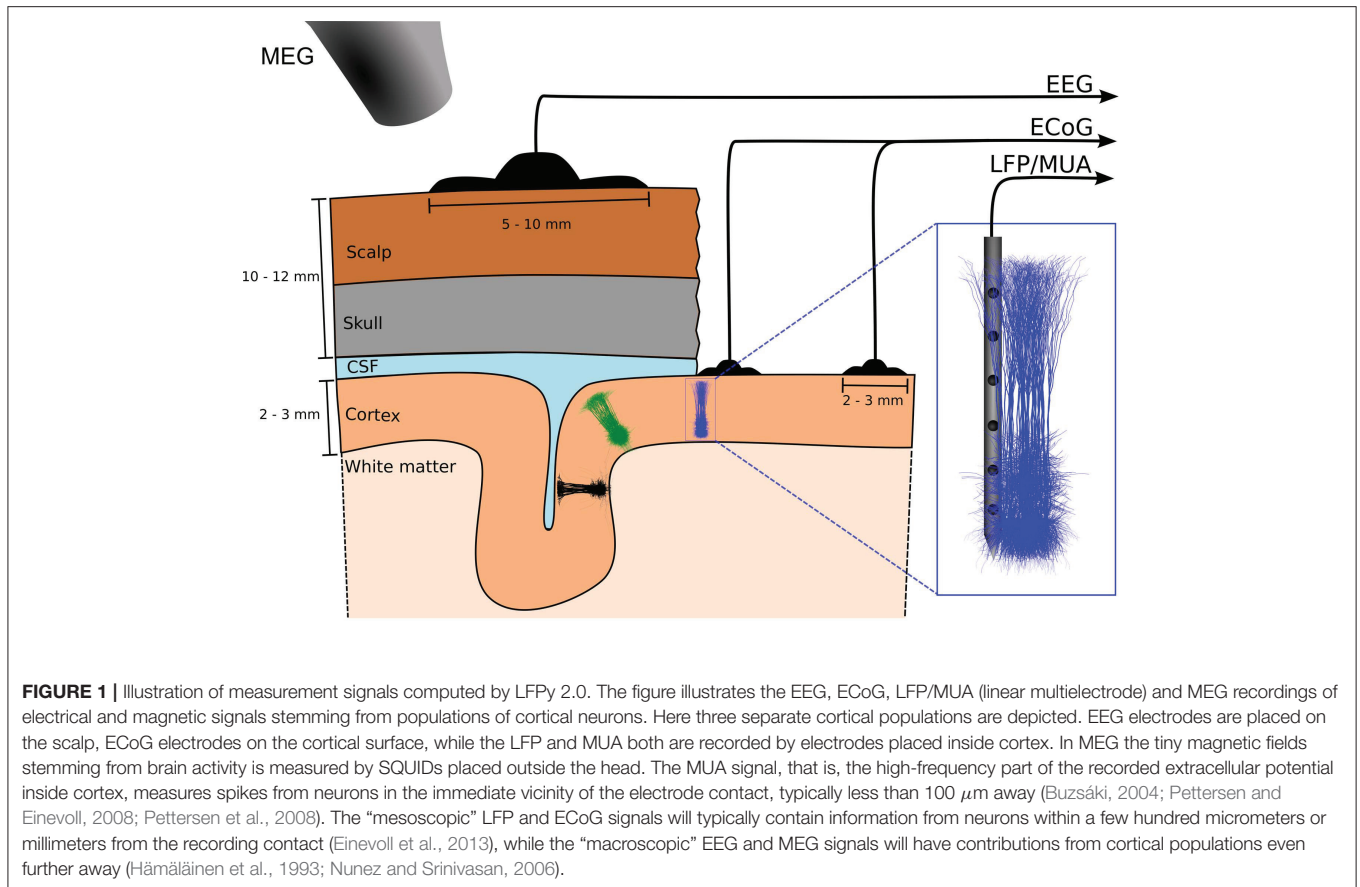 MEG
EEG
ECoG
LFP/MUA
5 - 10 mm
Scalp
10 - 12 mm
Skull
CSF
2 - 3 mm
Cortex
2 - 3 mm
White matter
FIGURE 1 | Illustration of measurement signals computed by LFPy 2.0. The figure illustrates the EEG, ECoG, LFP/MUA (linear multielectrode) and MEG recordings of
electrical and magnetic signals stemming from populations of cortical neurons. Here three separate cortical populations are depicted. EEG electrodes are placed on
the scalp, ECoG electrodes on the cortical surface, while the LFP and MUA both are recorded by electrodes placed inside cortex. In MEG the tiny magnetic fields
stemming from brain activity is measured by SQUIDs placed outside the head. The MUA signal, that is, the high-frequency part of the recorded extracellular potential
inside cortex, measures spikes from neurons in the immediate vicinity of the electrode contact, typically less than 100 μm away (Buzsáki, 2004; Pettersen and
Einevoll, 2008; Pettersen et al., 2008). The “mesoscopic” LFP and ECoG signals will typically contain information from neurons within a few hundred micrometers or
millimeters from the recording contact (Einevoll et al., 2013), while the “macroscopic” EEG and MEG signals will have contributions from cortical populations even
further away (Hämäläinen et al., 1993; Nunez and Srinivasan, 2006).